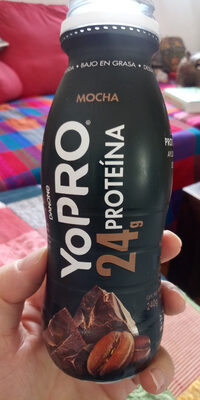 • BAJO EN GRASA •
MOCHA
DANONE
YoPRO®
PROTEÍNA
24g